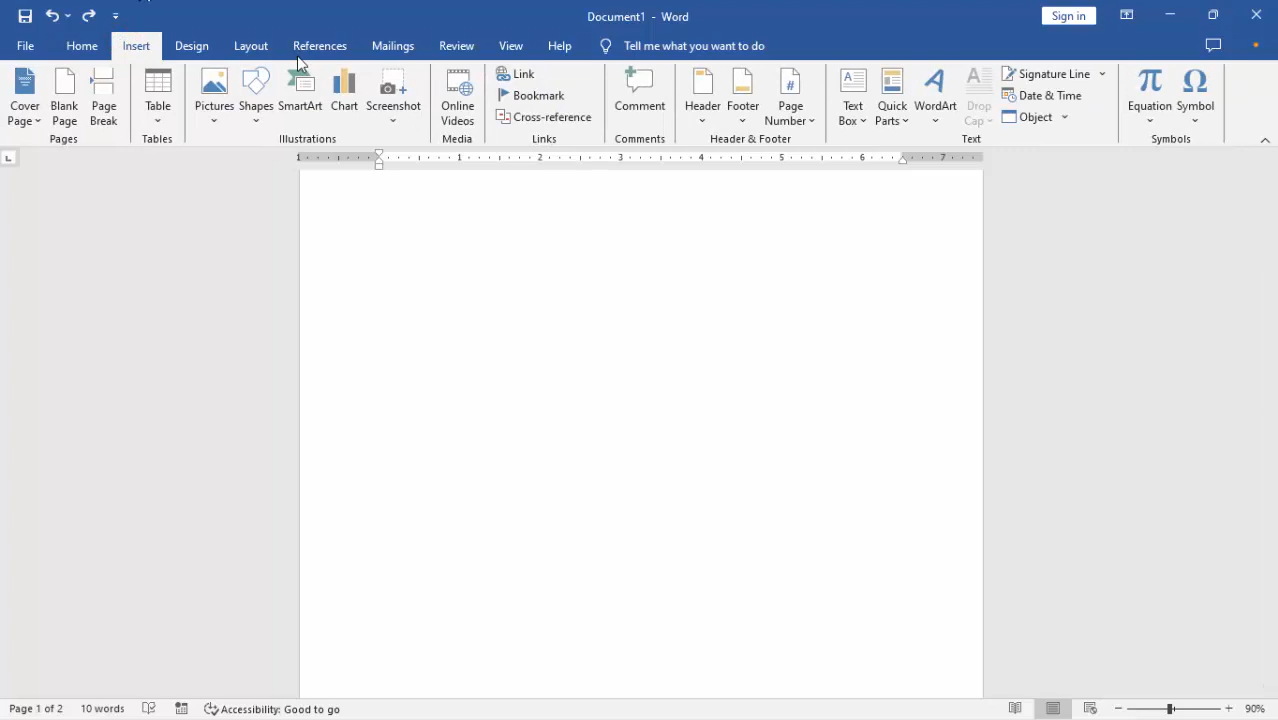 Document1 - Word
Sign in
File Home Insert Design Layout References Mailings Review View Help Tell me what you want to do
Cover Page Blank Page Page Break Table Pictures Shapes SmartArt Chart Screenshot Online Videos Link Bookmark Cross-reference Comment Header Footer Page Number Text Box Quick Parts WordArt Drop Cap Signature Line Date & Time Object Equation Symbol
Pages Tables Illustrations Media Links Comments Header & Footer Text Symbols
1 1 2 3 4 5 6 7
Page 1 of 2 10 words Accessibility: Good to go 90%